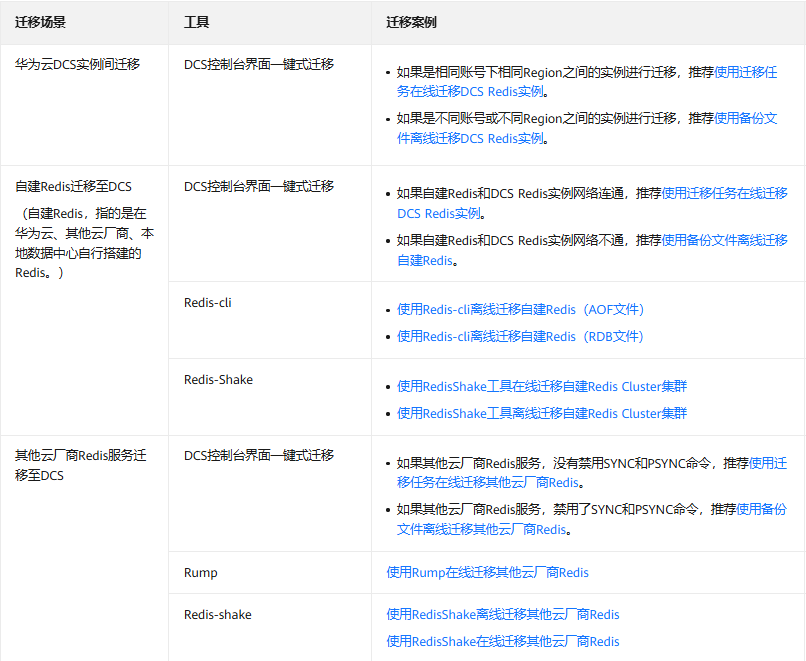 迁移场景 工具 迁移案例
华为云DCS实例间迁移
DCS控制台界面一键式迁移
• 如果是相同账号下相同Region之间的实例进行迁移，推荐使用迁移任
务在线迁移DCS Redis实例。
• 如果是不同账号或不同Region之间的实例进行迁移，推荐使用备份文
件离线迁移DCS Redis实例。
自建Redis迁移至DCS
（自建Redis，指的是在
华为云、其他云厂商、本
地数据中心自行搭建的
Redis。）
DCS控制台界面一键式迁移
• 如果自建Redis和DCS Redis实例网络连通，推荐使用迁移任务在线迁移
DCS Redis实例。
• 如果自建Redis和DCS Redis实例网络不通，推荐使用备份文件离线迁移
自建Redis。
Redis-cli
• 使用Redis-cli离线迁移自建Redis（AOF文件）
• 使用Redis-cli离线迁移自建Redis（RDB文件）
Redis-Shake
• 使用RedisShake工具在线迁移自建Redis Cluster集群
• 使用RedisShake工具离线迁移自建Redis Cluster集群
其他云厂商Redis服务迁
移至DCS
DCS控制台界面一键式迁移
• 如果其他云厂商Redis服务，没有禁用SYNC和PSYNC命令，推荐使用迁
移任务在线迁移其他云厂商Redis。
• 如果其他云厂商Redis服务，禁用了SYNC和PSYNC命令，推荐使用备份
文件离线迁移其他云厂商Redis。
Rump
使用Rump在线迁移其他云厂商Redis
Redis-shake
使用RedisShake离线迁移其他云厂商Redis
使用RedisShake在线迁移其他云厂商Redis